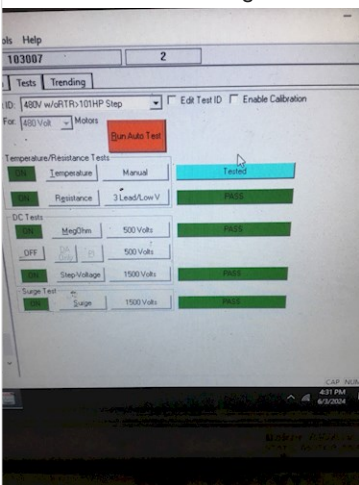 ols Help
103007 2
Tests Trending
ID: 480V w/oRTR>101HP Step Edit Test ID Enable Calibration
For: 480 Volt Motors
Run Auto Test
Temperature/Resistance Tests
ON Temperature Manual Tested
ON Resistance 3 Lead/Low V PASS
DC Tests
ON MegOhm 500 Volts PASS
OFF 500 Volts
ON Step-Voltage 1500 Volts PASS
Surge Test
ON Surge 1500 Volts PASS
CAP NUM
4:31 PM
6/3/2024